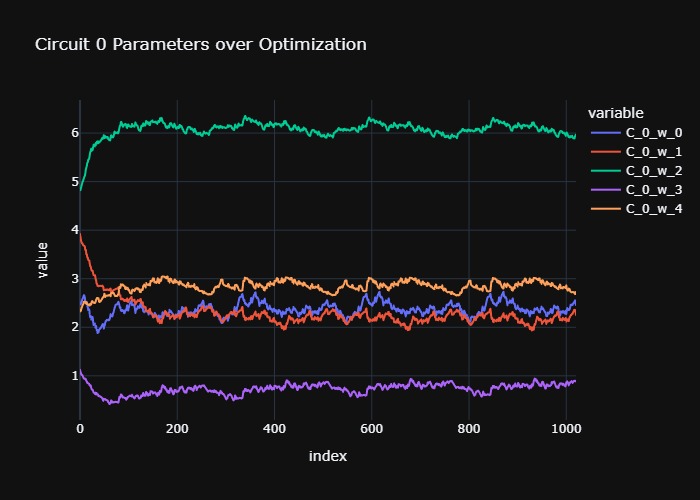 Circuit 0 Parameters over Optimization
variable
C_0_w_0
C_0_w_1
C_0_w_2
C_0_w_3
C_0_w_4
value
6
5
4
3
2
1
0 200 400 600 800 1000
index